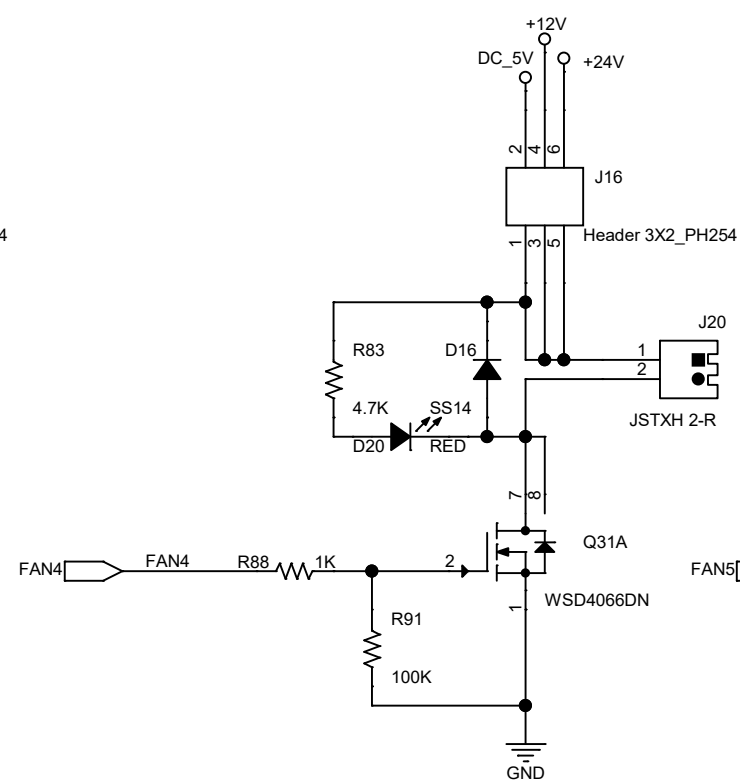 +12V
DC_5V
+24V
2
4
6
J16
4
Header 3X2_PH254
1
3
5
J20
R83
D16
1
2
4.7K
SS14
JSTXH 2-R
D20
RED
7
8
Q31A
FAN4
FAN4
R88
1K
2
FAN5
WSD4066DN
1
R91
100K
GND